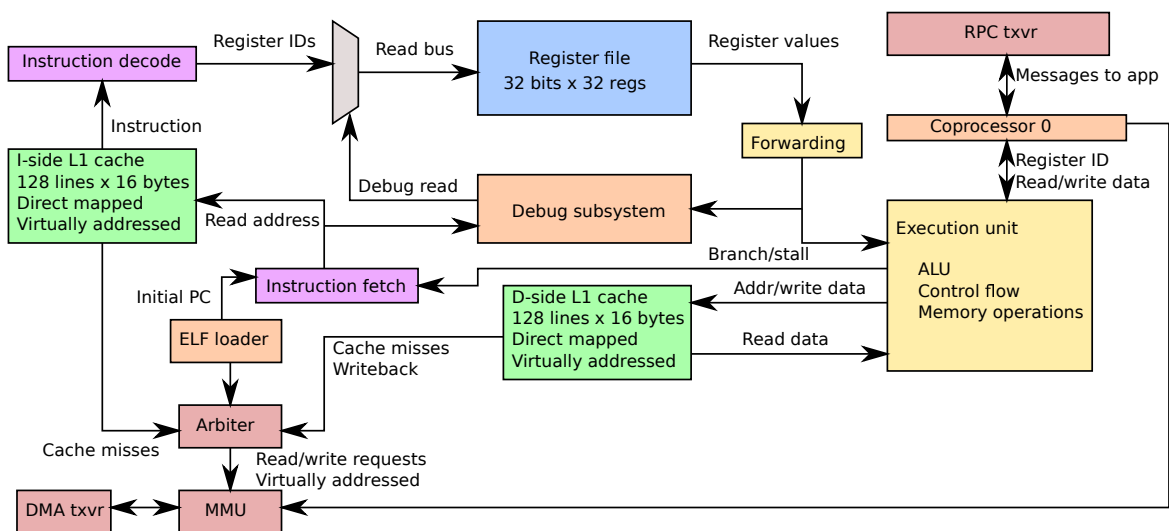 Register IDs
Read bus
Register file
32 bits x 32 regs
Register values
RPC txvr
Instruction decode
Messages to app
Instruction
Coprocessor 0
Forwarding
I-side L1 cache
128 lines x 16 bytes
Direct mapped
Virtually addressed
Debug read
Register ID
Read/write data
Read address
Debug subsystem
Execution unit
ALU
Control flow
Memory operations
Branch/stall
Instruction fetch
Addr/write data
Initial PC
D-side L1 cache
128 lines x 16 bytes
Direct mapped
Virtually addressed
ELF loader
Cache misses
Writeback
Read data
Arbiter
Cache misses
Read/write requests
Virtually addressed
DMA txvr
MMU